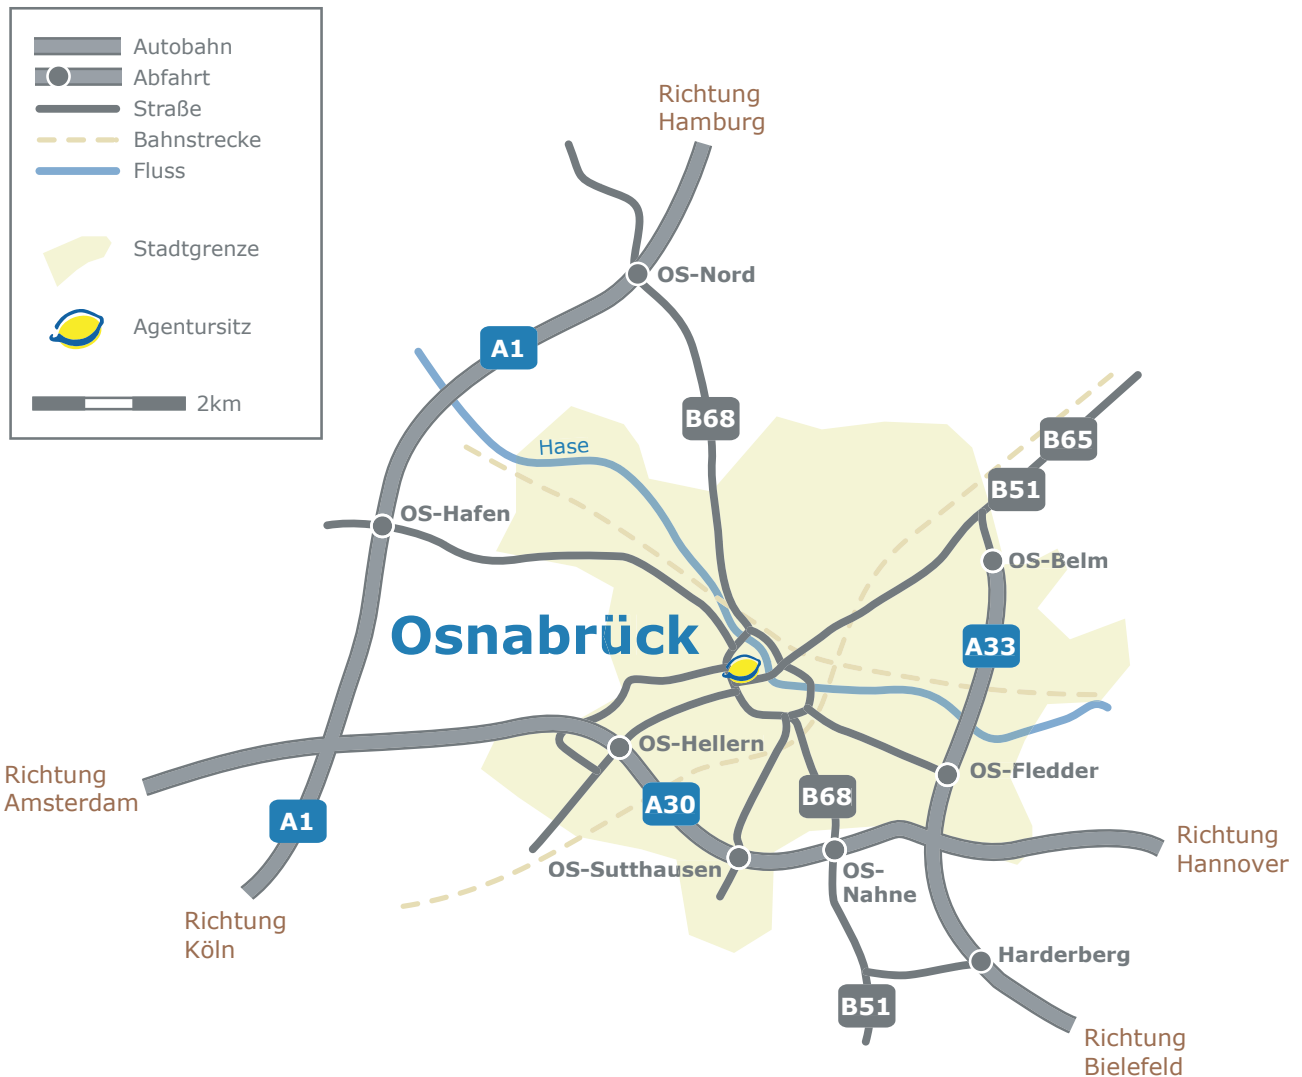 Autobahn
Abfahrt
Straße
Bahnstrecke
Fluss
Stadtgrenze
Agentursitz
2km
Richtung
Hamburg
OS-Nord
A1
B68
Hase
B65
B51
OS-Hafen
OS-Belm
Osnabrück
A33
OS-Hellern
OS-Fledder
Richtung
Amsterdam
A30
B68
A1
Richtung
Hannover
OS-Sutthausen
OS-
Nahne
Richtung
Köln
Harderberg
B51
Richtung
Bielefeld